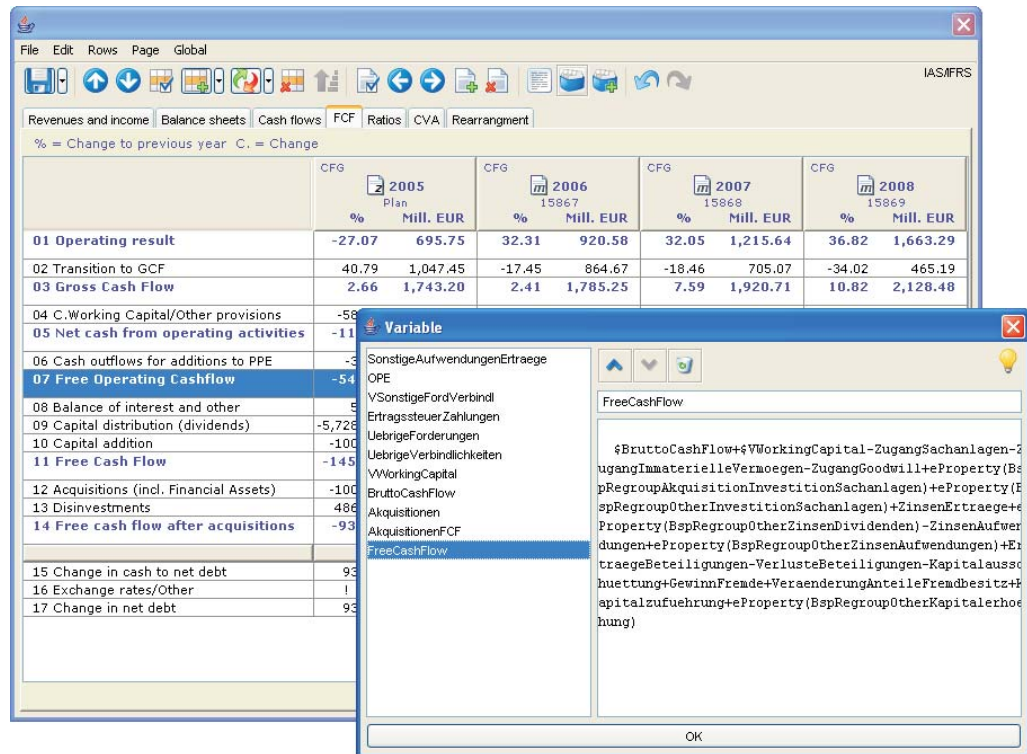 File Edit Rows Page Global
IAS/IFRS
Revenues and income Balance sheets Cash flows FCF Ratios CVA Rearrangment
% = Change to previous year C. = Change
CFG CFG CFG CFG
z 2005 m 2006 m 2007 m 2008
Plan 15867 15868 15869
% Mill. EUR % Mill. EUR % Mill. EUR % Mill. EUR
01 Operating result -27.07 695.75 32.31 920.58 32.05 1,215.64 36.82 1,663.29
02 Transition to GCF 40.79 1,047.45 -17.45 864.67 -18.46 705.07 -34.02 465.19
03 Gross Cash Flow 2.66 1,743.20 2.41 1,785.25 7.59 1,920.71 10.82 2,128.48
04 C.Working Capital/Other provisions -58
05 Net cash from operating activities -11
06 Cash outflows for additions to PPE -3
07 Free Operating Cashflow -54
08 Balance of interest and other 5
09 Capital distribution (dividends) -5,728
10 Capital addition -100
11 Free Cash Flow -145
12 Acquisitions (incl. Financial Assets) -100
13 Disinvestments 486
14 Free cash flow after acquisitions -93
15 Change in cash to net debt 93
16 Exchange rates/Other !
17 Change in net debt 93
Variable
SonstigeAufwendungenErtraege
OPE
VSonstigeFordVerbindl
ErtragssteuerZahlungen
UebrigeForderungen
UebrigeVerbindlichkeiten
VWorkingCapital
BruttoCashFlow
Akquisitionen
AkquisitionenFCF
FreeCashFlow
FreeCashFlow
$BruttoCashFlow+$VWorkingCapital-ZugangSachanlagen-Z
ugangImmaterielleVermoegen-ZugangGoodwill+eProperty(Bs
pRegroupAkquisitionInvestitionSachanlagen)+eProperty(B
spRegroupOtherInvestitionSachanlagen)+ZinsenErtraege+e
Property(BspRegroupOtherZinsenDividenden)-ZinsenAufwen
dungen+eProperty(BspRegroupOtherZinsenAufwendungen)+Er
traegeBeteiligungen-VerlusteBeteiligungen-Kapitalaussc
huettung+GewinnFremde+VeraenderungAnteileFremdbesitz+K
apitalzufuehrung+eProperty(BspRegroupOtherKapitalerhoe
hung)
OK